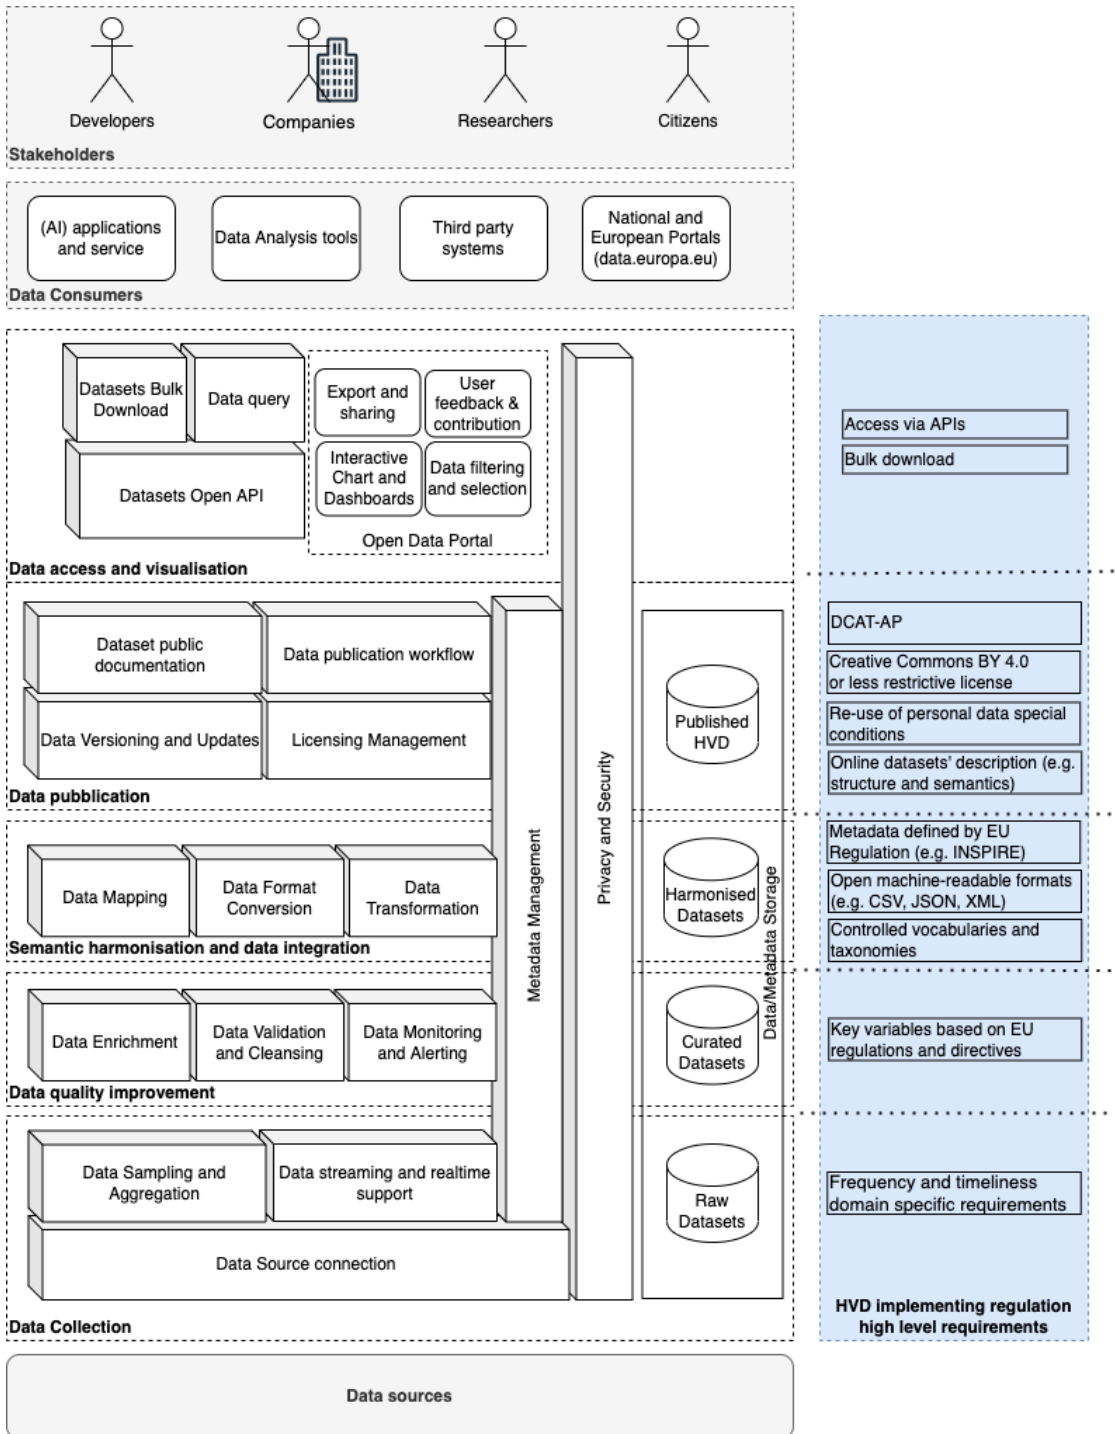 Developers
Companies
Researchers
Citizens
Stakeholders
(AI) applications
and service
Data Analysis tools
Third party
systems
National and
European Portals
(data.europa.eu)
Data Consumers
Datasets Bulk
Download
Data query
Datasets Open API
Export and
sharing
User
feedback &
contribution
Interactive
Chart and
Dashboards
Data filtering
and selection
Open Data Portal
Data access and visualisation
Dataset public
documentation
Data publication workflow
Data Versioning and Updates
Licensing Management
Data pubblication
Data Mapping
Data Format
Conversion
Data
Transformation
Semantic harmonisation and data integration
Data Enrichment
Data Validation
and Cleansing
Data Monitoring
and Alerting
Data quality improvement
Data Sampling and
Aggregation
Data streaming and realtime
support
Data Source connection
Data Collection
Metadata Management
Privacy and Security
Published
HVD
Harmonised
Datasets
Curated
Datasets
Raw
Datasets
Data/Metadata Storage
Access via APIs
Bulk download
DCAT-AP
Creative Commons BY 4.0
or less restrictive license
Re-use of personal data special
conditions
Online datasets' description (e.g.
structure and semantics)
Metadata defined by EU
Regulation (e.g. INSPIRE)
Open machine-readable formats
(e.g. CSV, JSON, XML)
Controlled vocabularies and
taxonomies
Key variables based on EU
regulations and directives
Frequency and timeliness
domain specific requirements
HVD implementing regulation
high level requirements
Data sources